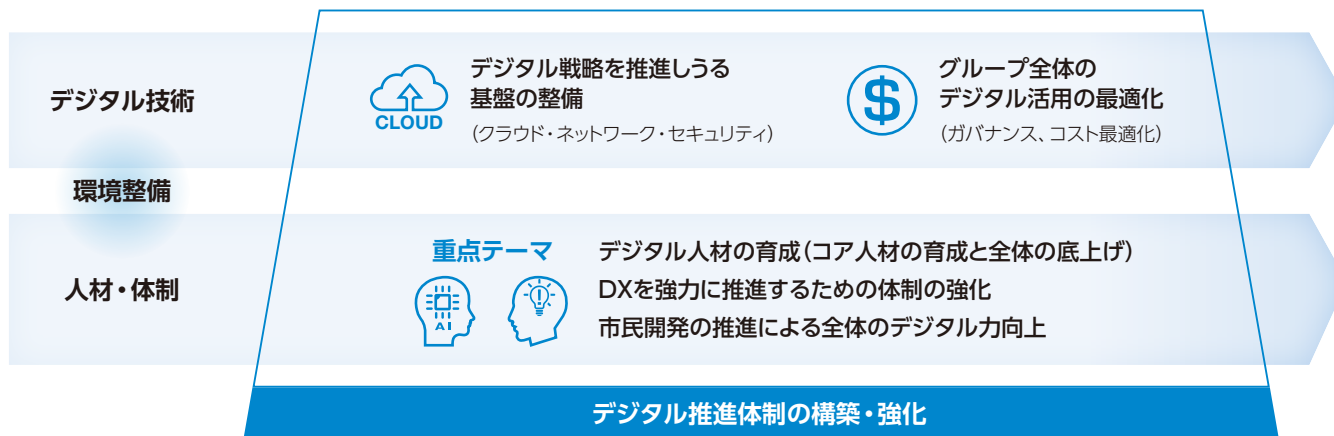 デジタル技術
CLOUD
デジタル戦略を推進しうる
基盤の整備
(クラウド・ネットワーク・セキュリティ)
$
グループ全体の
デジタル活用の最適化
(ガバナンス、コスト最適化)
環境整備
人材・体制
重点テーマ
AI
デジタル人材の育成(コア人材の育成と全体の底上げ)
DXを強力に推進するための体制の強化
市民開発の推進による全体のデジタル力向上
デジタル推進体制の構築・強化